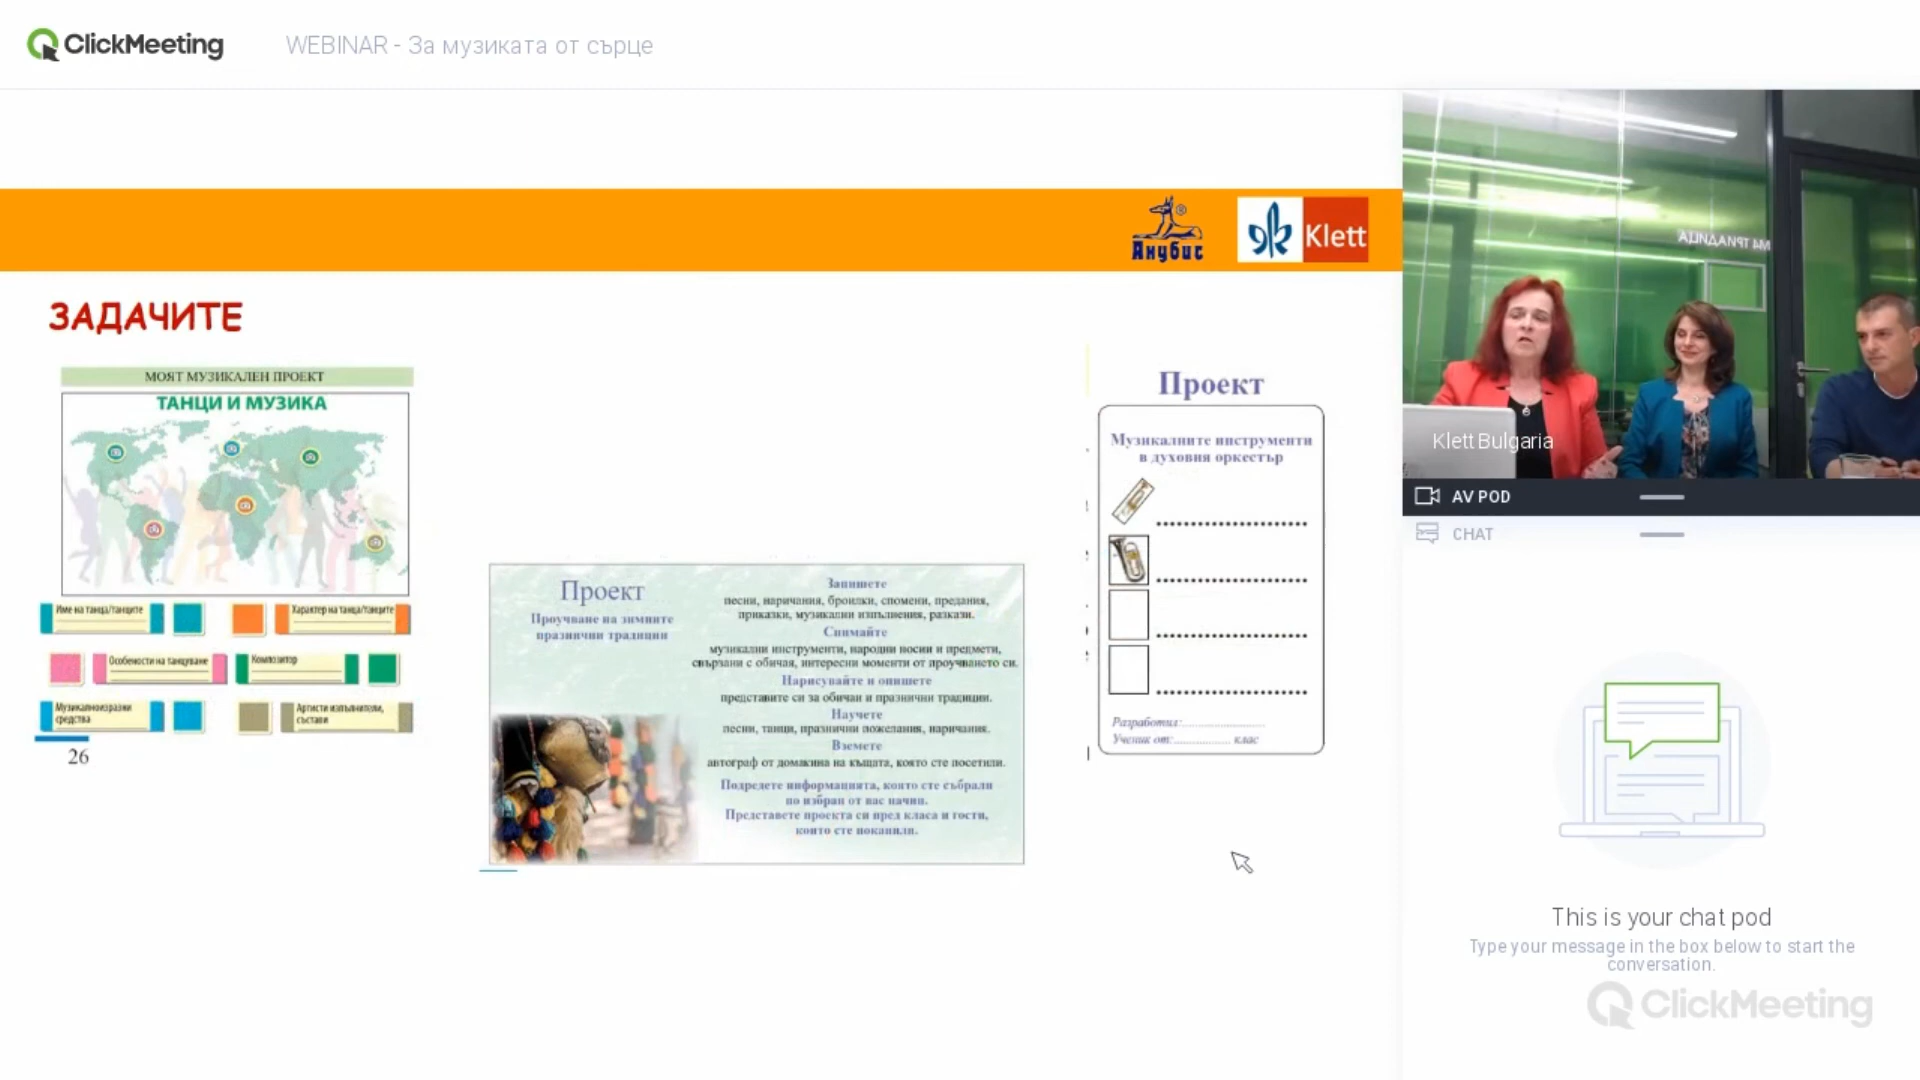 ClickMeeting
WEBINAR - За музиката от сърце
Анубис
Klett
ЗАДАЧИТЕ
МОЯТ МУЗИКАЛЕН ПРОЕКТ
ТАНЦИ И МУЗИКА
Име на танца/танците
Характер на танца/танците
Особености на танцуване
Композитор
Музикалноизразни
средства
Артисти изпълнители,
състави
26
Проект
Проучване на зимните
празнични традиции
Запишете
песни, наричания, броилки, спомени, предания,
приказки, музикални изпълнения, разкази.
Снимайте
музикални инструменти, народни носии и предмети,
свързани с обичая, интересни моменти от проучването си.
Нарисувайте и опишете
представите си за обичаи и празнични традиции.
Научете
песни, танци, празнични пожелания, наричания.
Вземете
автограф от домакина на къщата, която сте посетили.
Подредете информацията, която сте събрали
по избран от вас начин.
Представете проекта си пред класа и гости,
които сте поканили.
Проект
Музикалните инструменти
в духовия оркестър
Разработил:
Ученик от: клас
М4 ТРИАДИЦА
Klett Bulgaria
AV POD
CHAT
This is your chat pod
Type your message in the box below to start the
conversation.
ClickMeeting